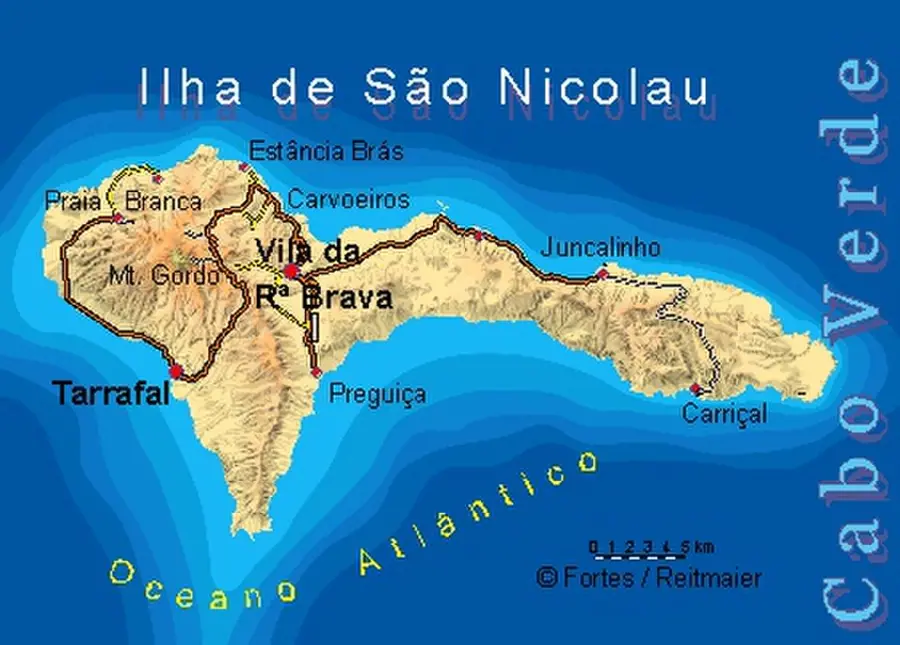 Ilha de São Nicolau
Cabo Verde
Estância Brás
Praia Branca
Carvoeiros
Vila da
Rª Brava
Juncalinho
Mt. Gordo
Tarrafal
Preguiça
Carriçal
Oceano Atlântico
0 1 2 3 4 5 km
© Fortes / Reitmaier